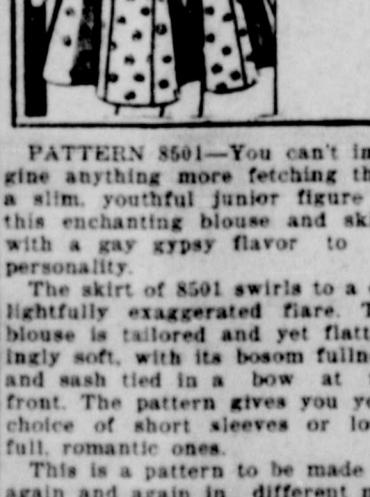 PATTERN 8501—You can't im
gine anything more fetching th
a slim, youthful junior figure
this enchanting blouse and ski
with a gay gypsy flavor to
personality.
The skirt of 8501 swirls to a
lightfully exaggerated flare. T
blouse is tailored and yet flatt
ingly soft, with its bosom fulln
and sash tied in a bow at
front. The pattern gives you yo
choice of short sleeves or lo
full, romantic ones.
This is a pattern to be made
again and again in different